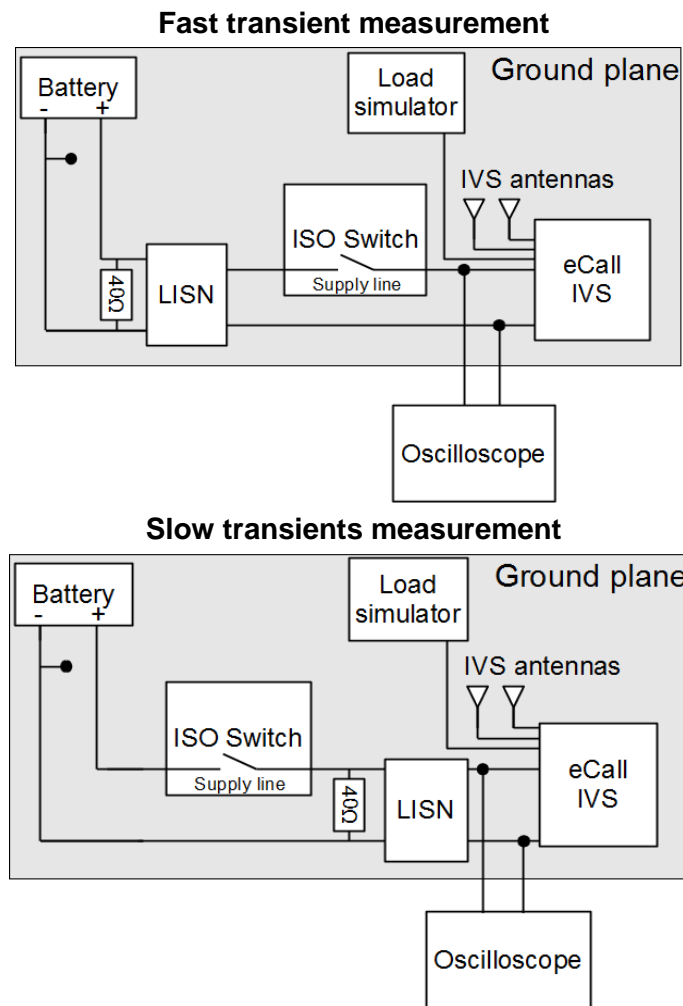 Fast transient measurement
Ground plane
Battery
- +
Load
simulator
IVS antennas
ISO Switch
Supply line
40Ω
LISN
eCall
IVS
Oscilloscope
Slow transients measurement
Ground plane
Battery
- +
Load
simulator
IVS antennas
ISO Switch
Supply line
40Ω
LISN
eCall
IVS
Oscilloscope